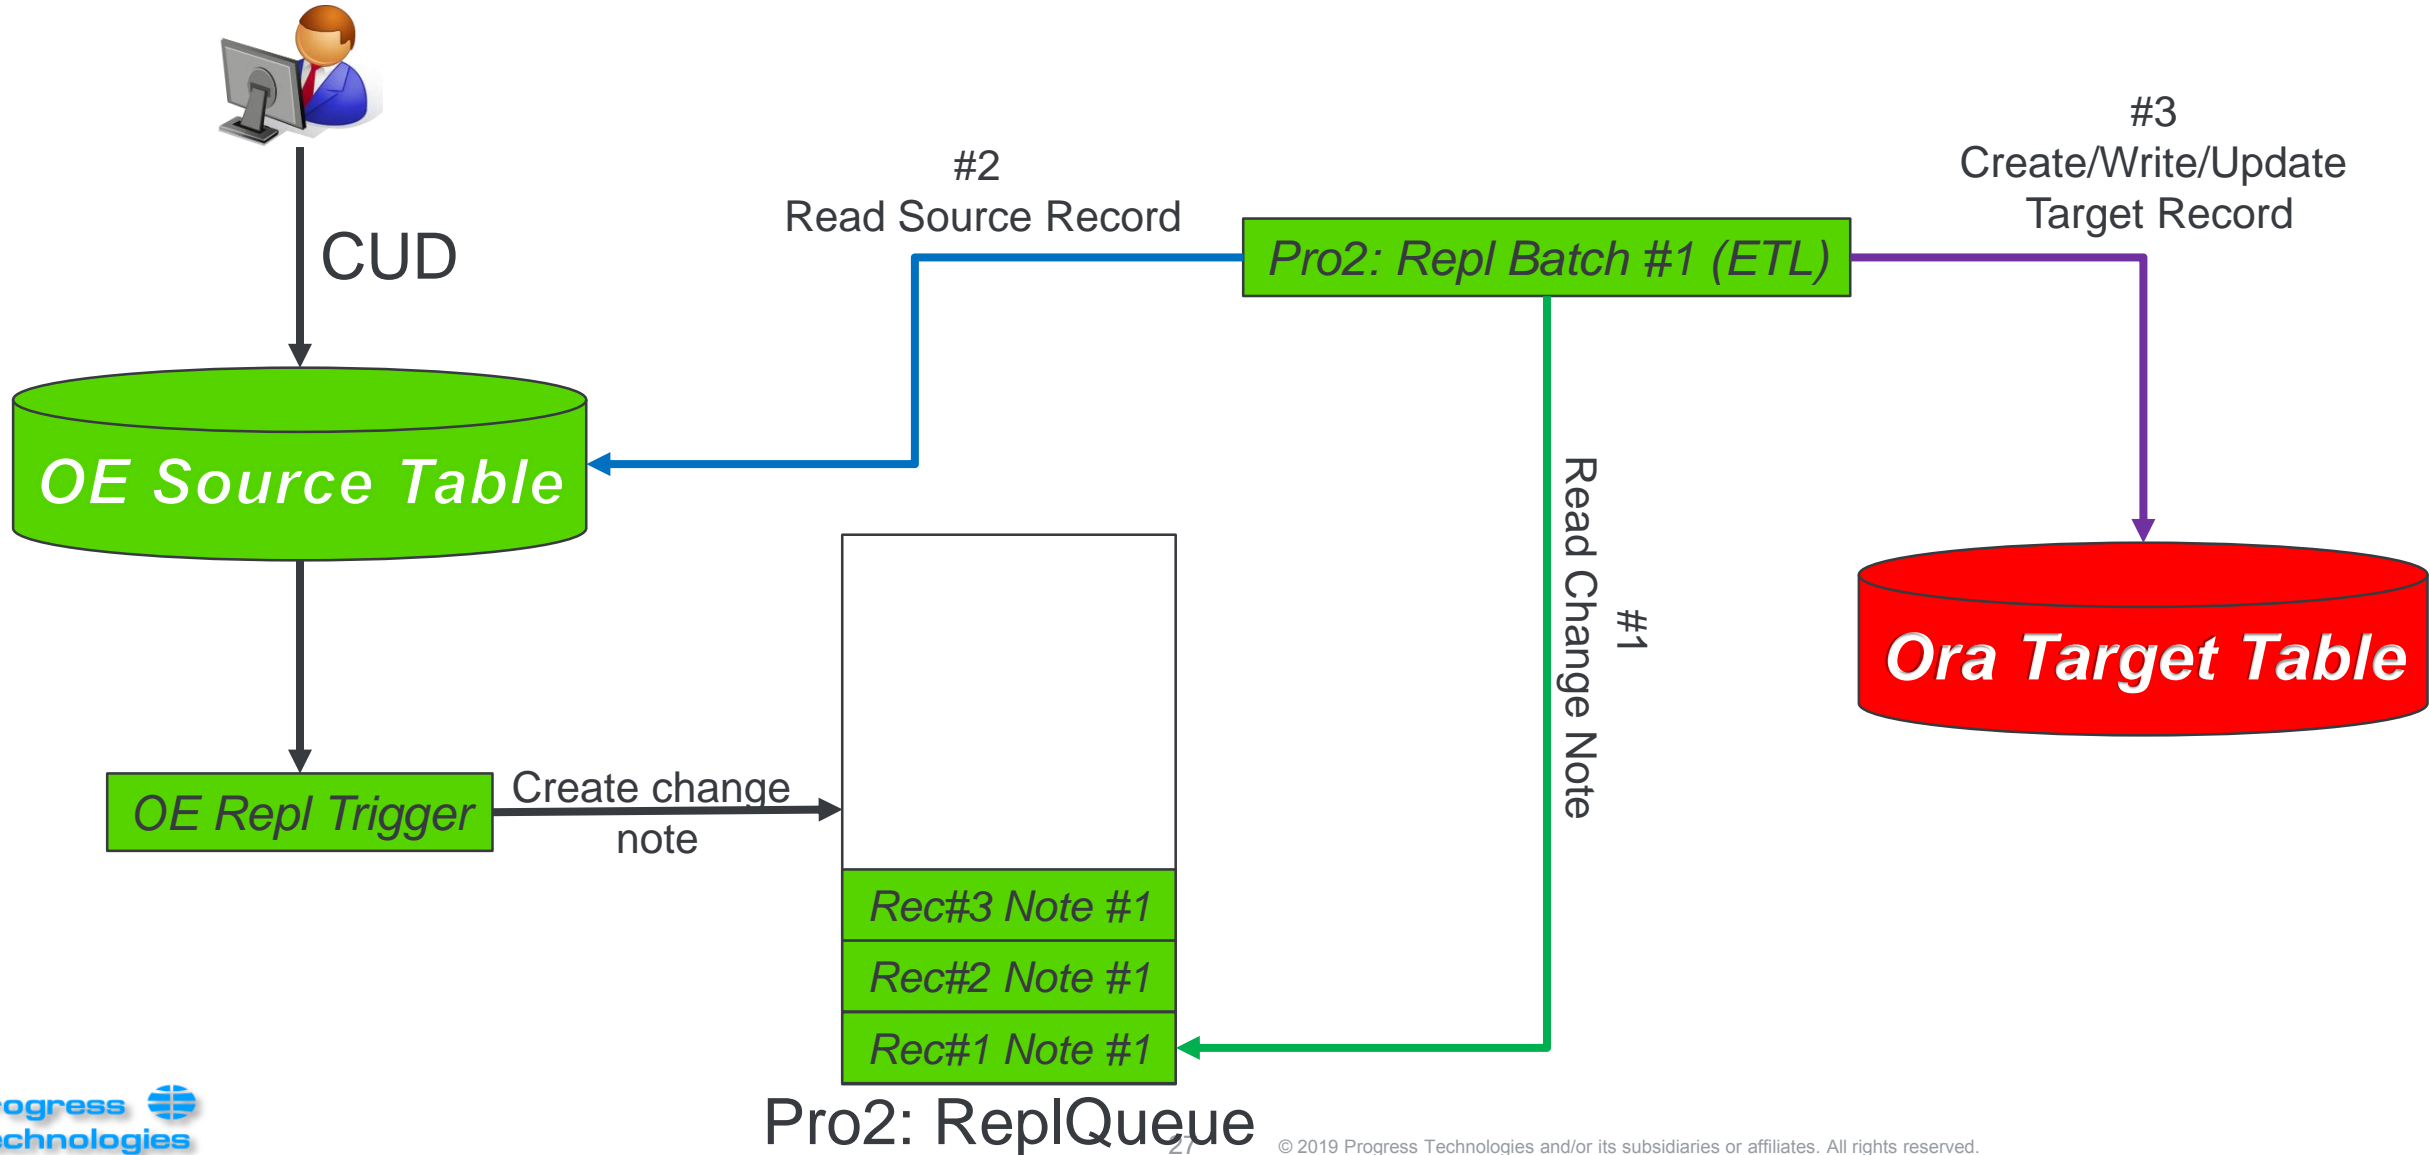 #3
Create/Write/Update
Target Record
#2
Read Source Record
CUD
Pro2: Repl Batch #1 (ETL)
OE Source Table
#1
Read Change Note
Ora Target Table
OE Repl Trigger
Create change
note
Rec#3 Note #1
Rec#2 Note #1
Rec#1 Note #1
Pro2: ReplQueue
ogress
echnologies
27
© 2019 Progress Technologies and/or its subsidiaries or affiliates. All rights reserved.